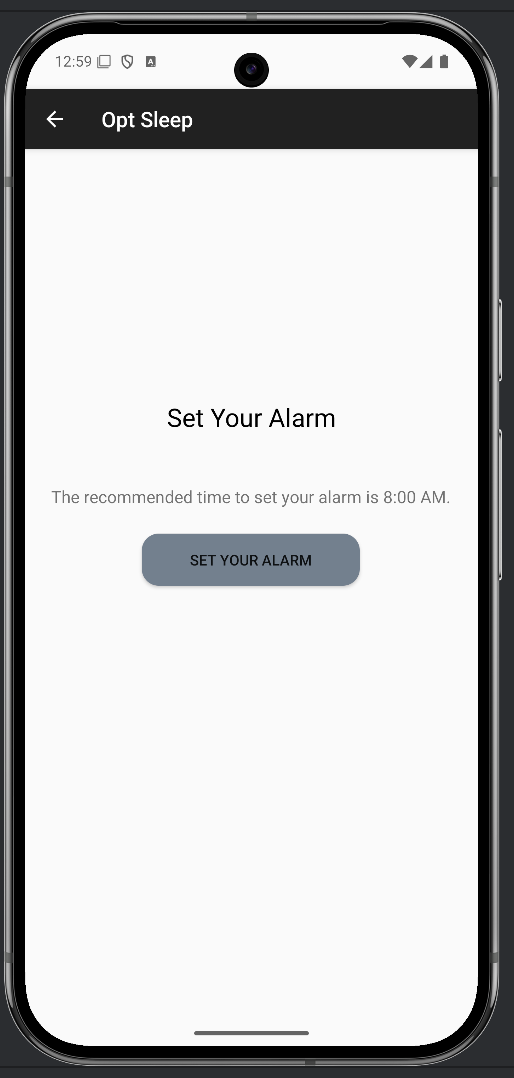 12:59
A
Opt Sleep
Set Your Alarm
The recommended time to set your alarm is 8:00 AM.
SET YOUR ALARM